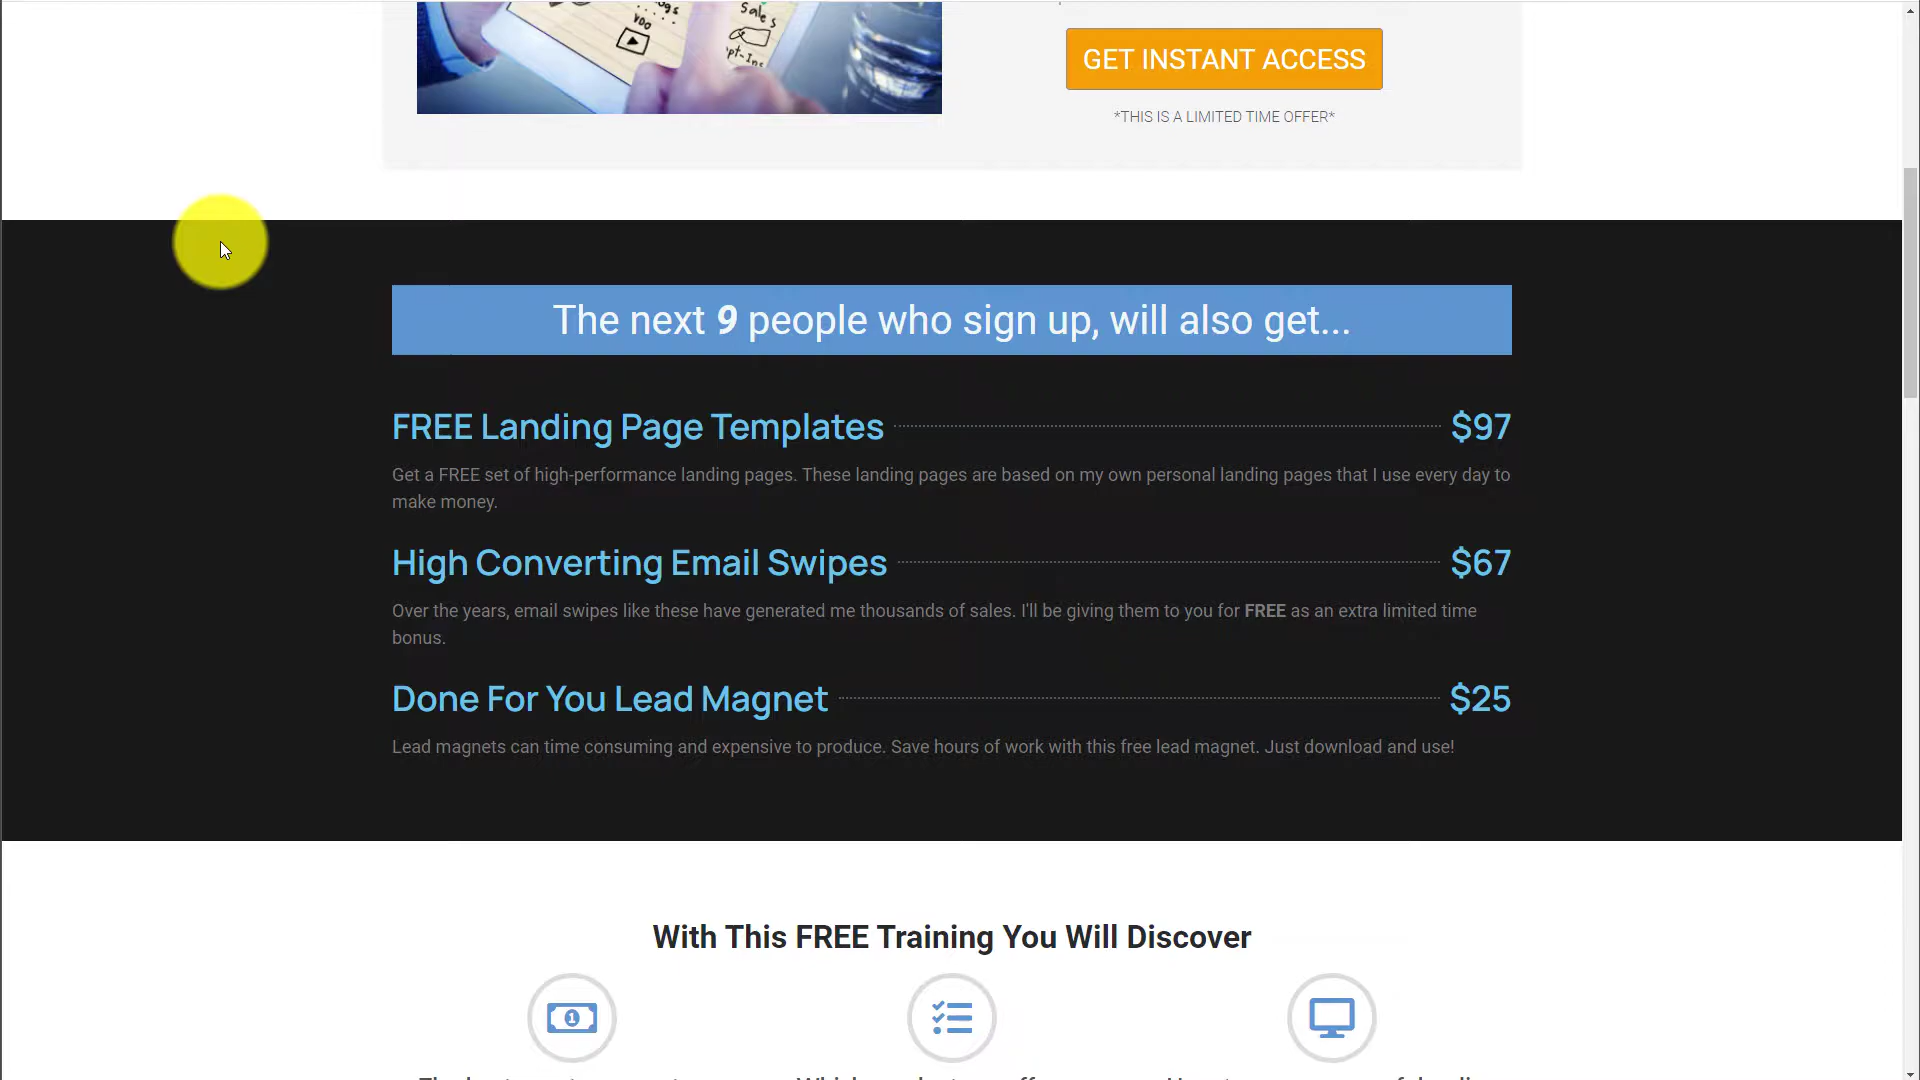 Sales
GET INSTANT ACCESS
*THIS IS A LIMITED TIME OFFER*
The next 9 people who sign up, will also get...
FREE Landing Page Templates $97
Get a FREE set of high-performance landing pages. These landing pages are based on my own personal landing pages that I use every day to
make money.
High Converting Email Swipes $67
Over the years, email swipes like these have generated me thousands of sales. I'll be giving them to you for FREE as an extra limited time
bonus.
Done For You Lead Magnet $25
Lead magnets can time consuming and expensive to produce. Save hours of work with this free lead magnet. Just download and use!
With This FREE Training You Will Discover
1